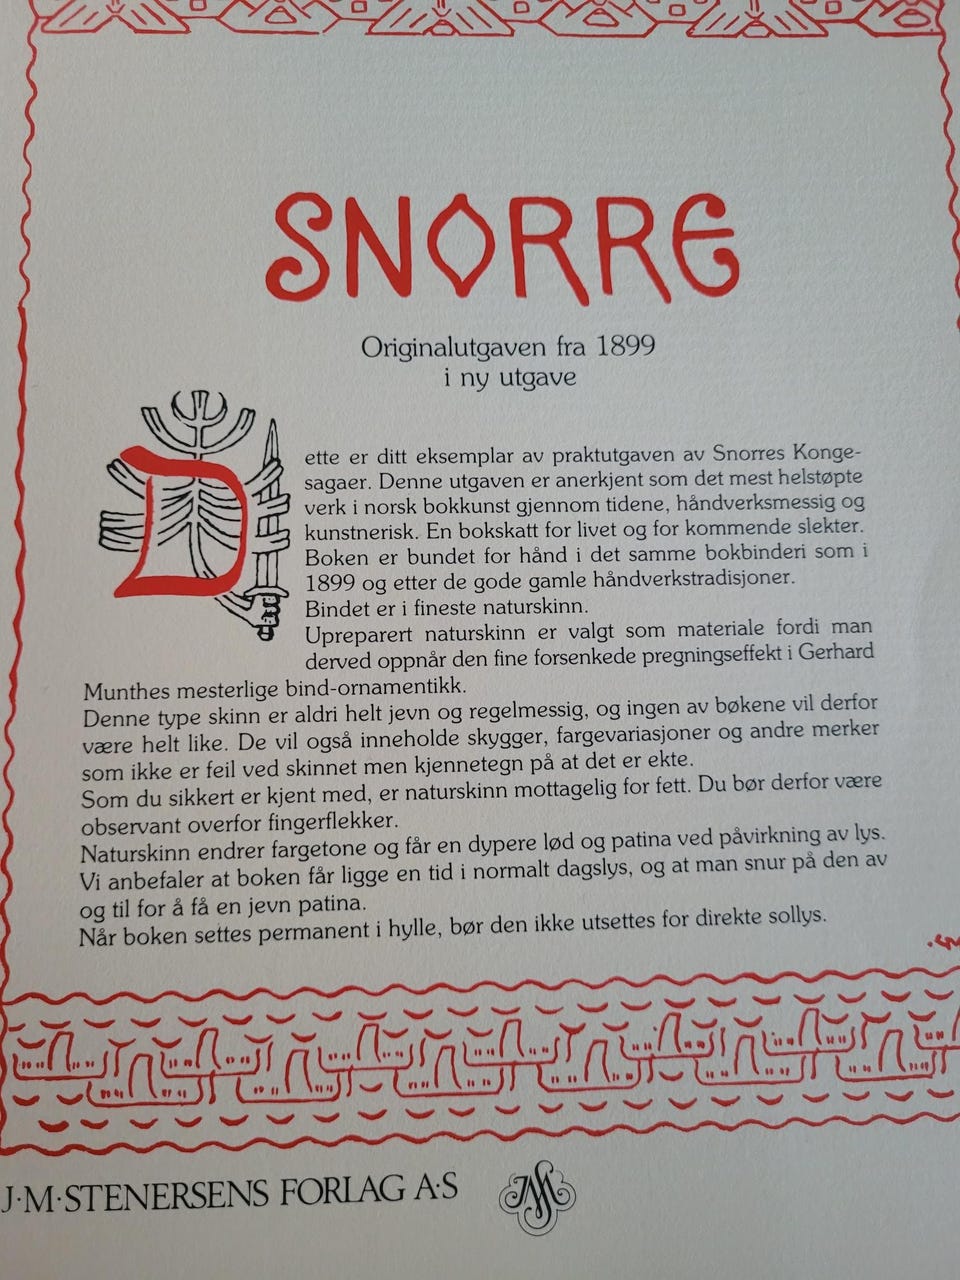 SNORRE
Originalutgaven fra 1899
i ny utgave
Dette er ditt eksemplar av praktutgaven av Snorres Konge-
sagaer. Denne utgaven er anerkjent som det mest helstøpte
verk i norsk bokkunst gjennom tidene, håndverksmessig og
kunstnerisk. En bokskatt for livet og for kommende slekter.
Boken er bundet for hånd i det samme bokbinderi som i
1899 og etter de gode gamle håndverkstradisjoner.
Bindet er i fineste naturskinn.
Upreparert naturskinn er valgt som materiale fordi man
derved oppnår den fine forsenkede pregningseffekt i Gerhard
Munthes mesterlige bind-ornamentikk.
Denne type skinn er aldri helt jevn og regelmessig, og ingen av bøkene vil derfor
være helt like. De vil også inneholde skygger, fargevariasjoner og andre merker
som ikke er feil ved skinnet men kjennetegn på at det er ekte.
Som du sikkert er kjent med, er naturskinn mottagelig for fett. Du bør derfor være
observant overfor fingerflekker.
Naturskinn endrer fargetone og får en dypere lød og patina ved påvirkning av lys.
Vi anbefaler at boken får ligge en tid i normalt dagslys, og at man snur på den av
og til for å få en jevn patina.
Når boken settes permanent i hylle, bør den ikke utsettes for direkte sollys.
J·M·STENERSENS FORLAG A·S